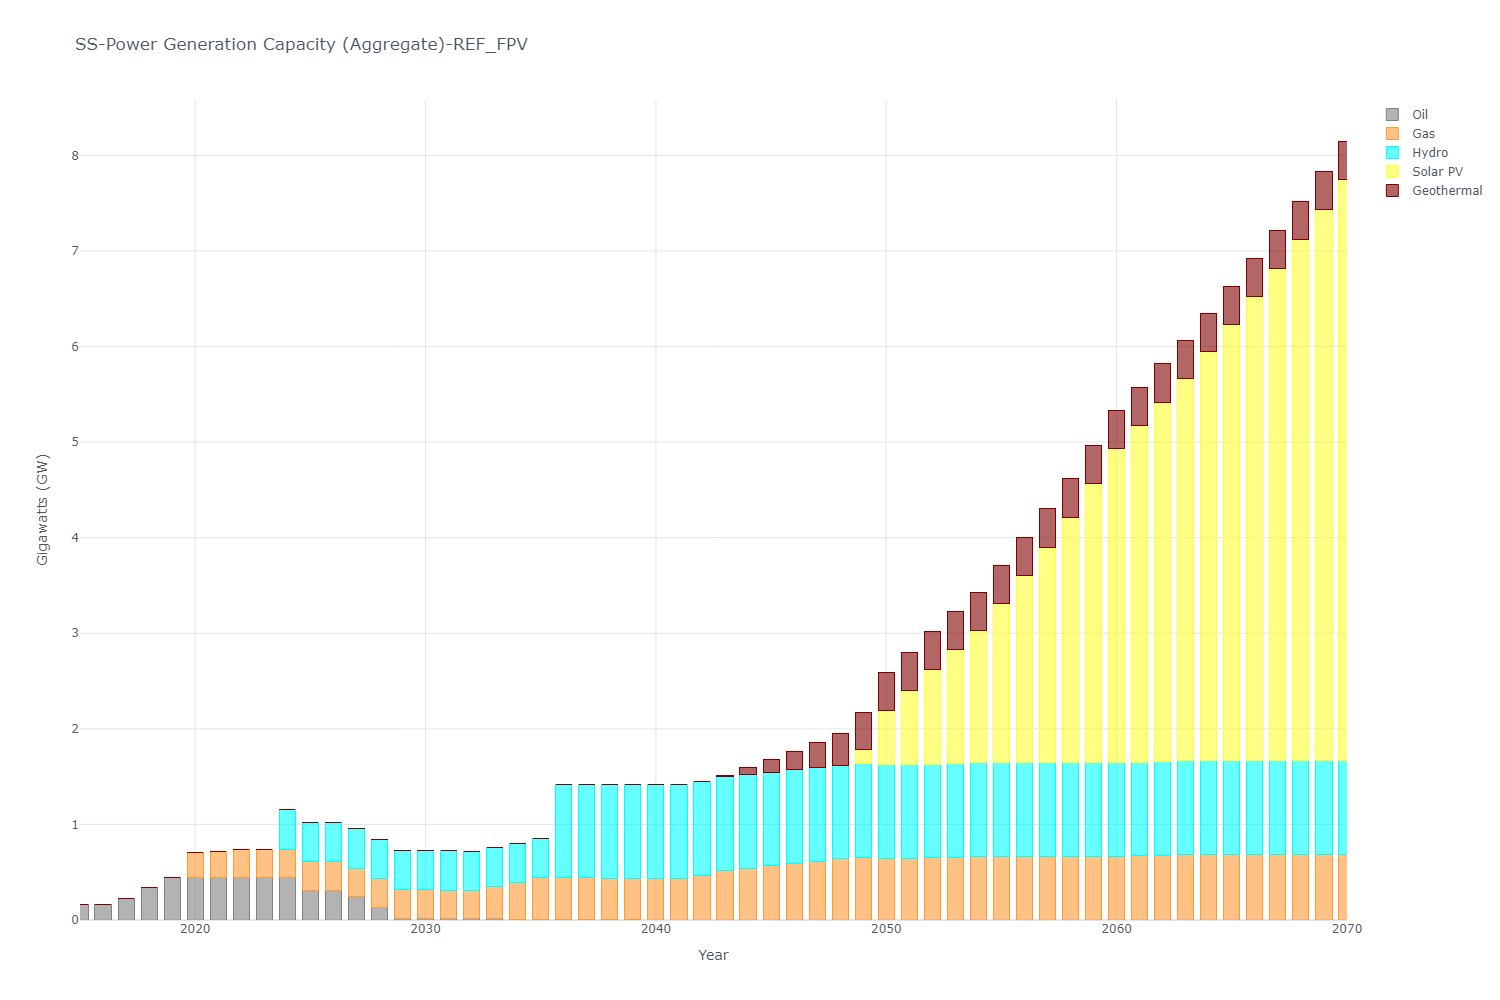 SS-Power Generation Capacity (Aggregate)-REF_FPV
Oil
Gas
Hydro
Solar PV
Geothermal
8
7
6
5
4
3
2
1
0
Gigawatts (GW)
2020 2030 2040 2050 2060 2070
Year